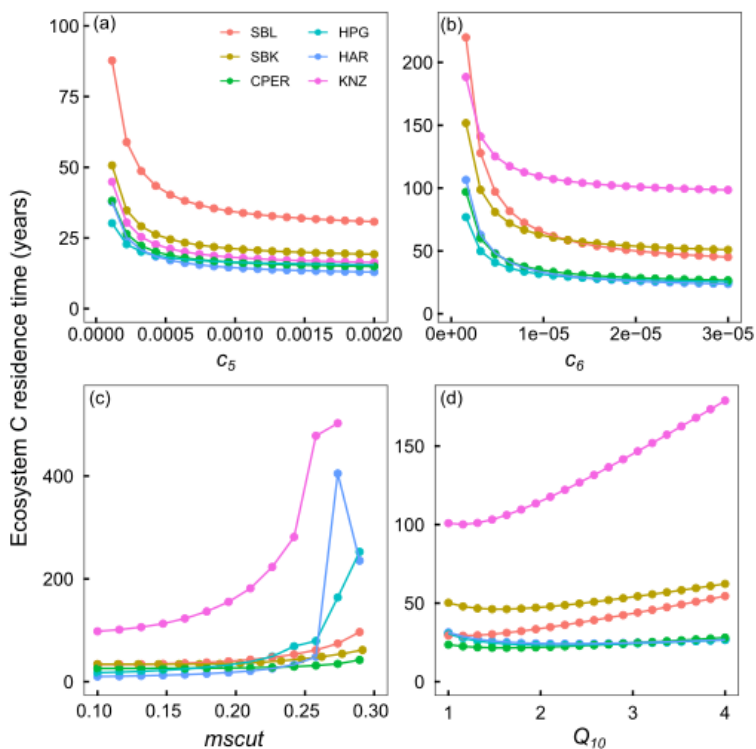 (a)
SBL HPG
SBK HAR
CPER KNZ
100
75
50
25
0
0.0000 0.0005 0.0010 0.0015 0.0020
c5
(b)
200
150
100
50
0
0e+00 1e-05 2e-05 3e-05
c6
Ecosystem C residence time (years)
(c)
400
200
0
0.10 0.15 0.20 0.25 0.30
mscut
(d)
150
100
50
0
1 2 3 4
Q10